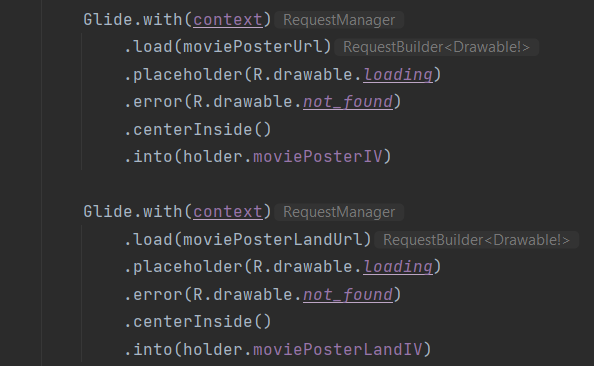 Glide.with(context) RequestManager
.load(moviePosterUrl) RequestBuilder<Drawable!>
.placeholder(R.drawable.loading)
.error(R.drawable.not_found)
.centerInside()
.into(holder.moviePosterIV)
Glide.with(context) RequestManager
.load(moviePosterLandUrl) RequestBuilder<Drawable!>
.placeholder(R.drawable.loading)
.error(R.drawable.not_found)
.centerInside()
.into(holder.moviePosterLandIV)